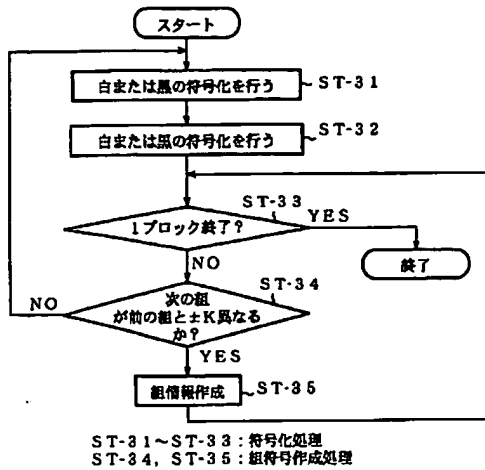 スタート
白または黒の符号化を行う
ST-31
白または黒の符号化を行う
ST-32
ST-33
1ブロック終了?
YES
終了
NO
ST-34
NO
次の組
が前の組と±K異なる
か?
YES
組情報作成
ST-35
ST-31~ST-33:符号化処理
ST-34, ST-35:組符号作成処理